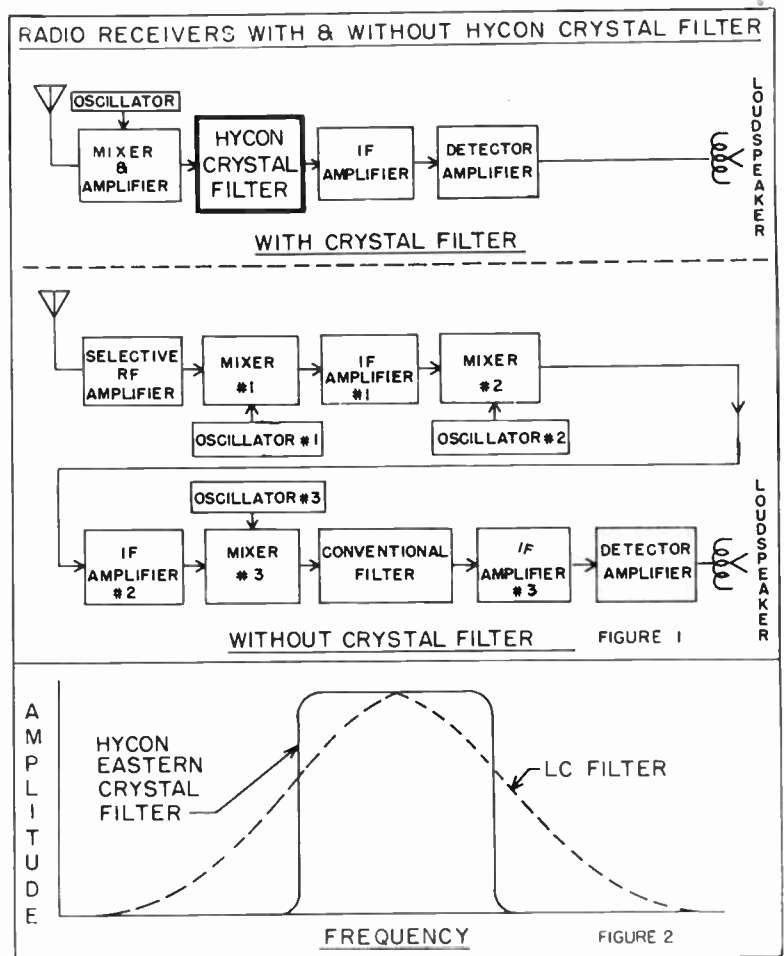 RADIO RECEIVERS WITH & WITHOUT HYCON CRYSTAL FILTER
OSCILLATOR
MIXER
&
AMPLIFIER
HYCON
CRYSTAL
FILTER
IF
AMPLIFIER
DETECTOR
AMPLIFIER
LOUDSPEAKER
WITH CRYSTAL FILTER
SELECTIVE
RF
AMPLIFIER
MIXER
#1
IF
AMPLIFIER
#1
MIXER
#2
OSCILLATOR #1
OSCILLATOR #2
OSCILLATOR #3
IF
AMPLIFIER
#2
MIXER
#3
CONVENTIONAL
FILTER
IF
AMPLIFIER
#3
DETECTOR
AMPLIFIER
LOUDSPEAKER
WITHOUT CRYSTAL FILTER
FIGURE 1
AMPLITUDE
HYCON
EASTERN
CRYSTAL
FILTER
LC FILTER
FREQUENCY
FIGURE 2